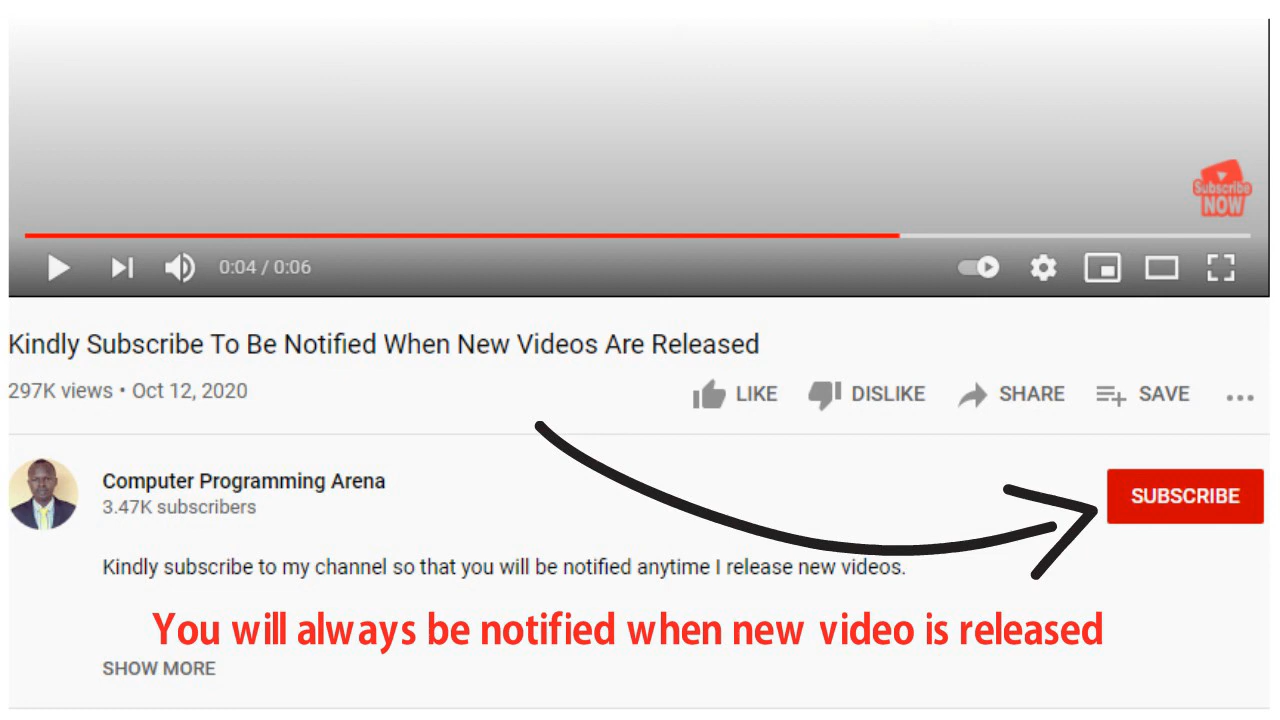 Subscribe
NOW
0:04 / 0:06
Kindly Subscribe To Be Notified When New Videos Are Released
297K views • Oct 12, 2020
LIKE DISLIKE SHARE SAVE ...
Computer Programming Arena
3.47K subscribers
SUBSCRIBE
Kindly subscribe to my channel so that you will be notified anytime I release new videos.
You will always be notified when new video is released
SHOW MORE